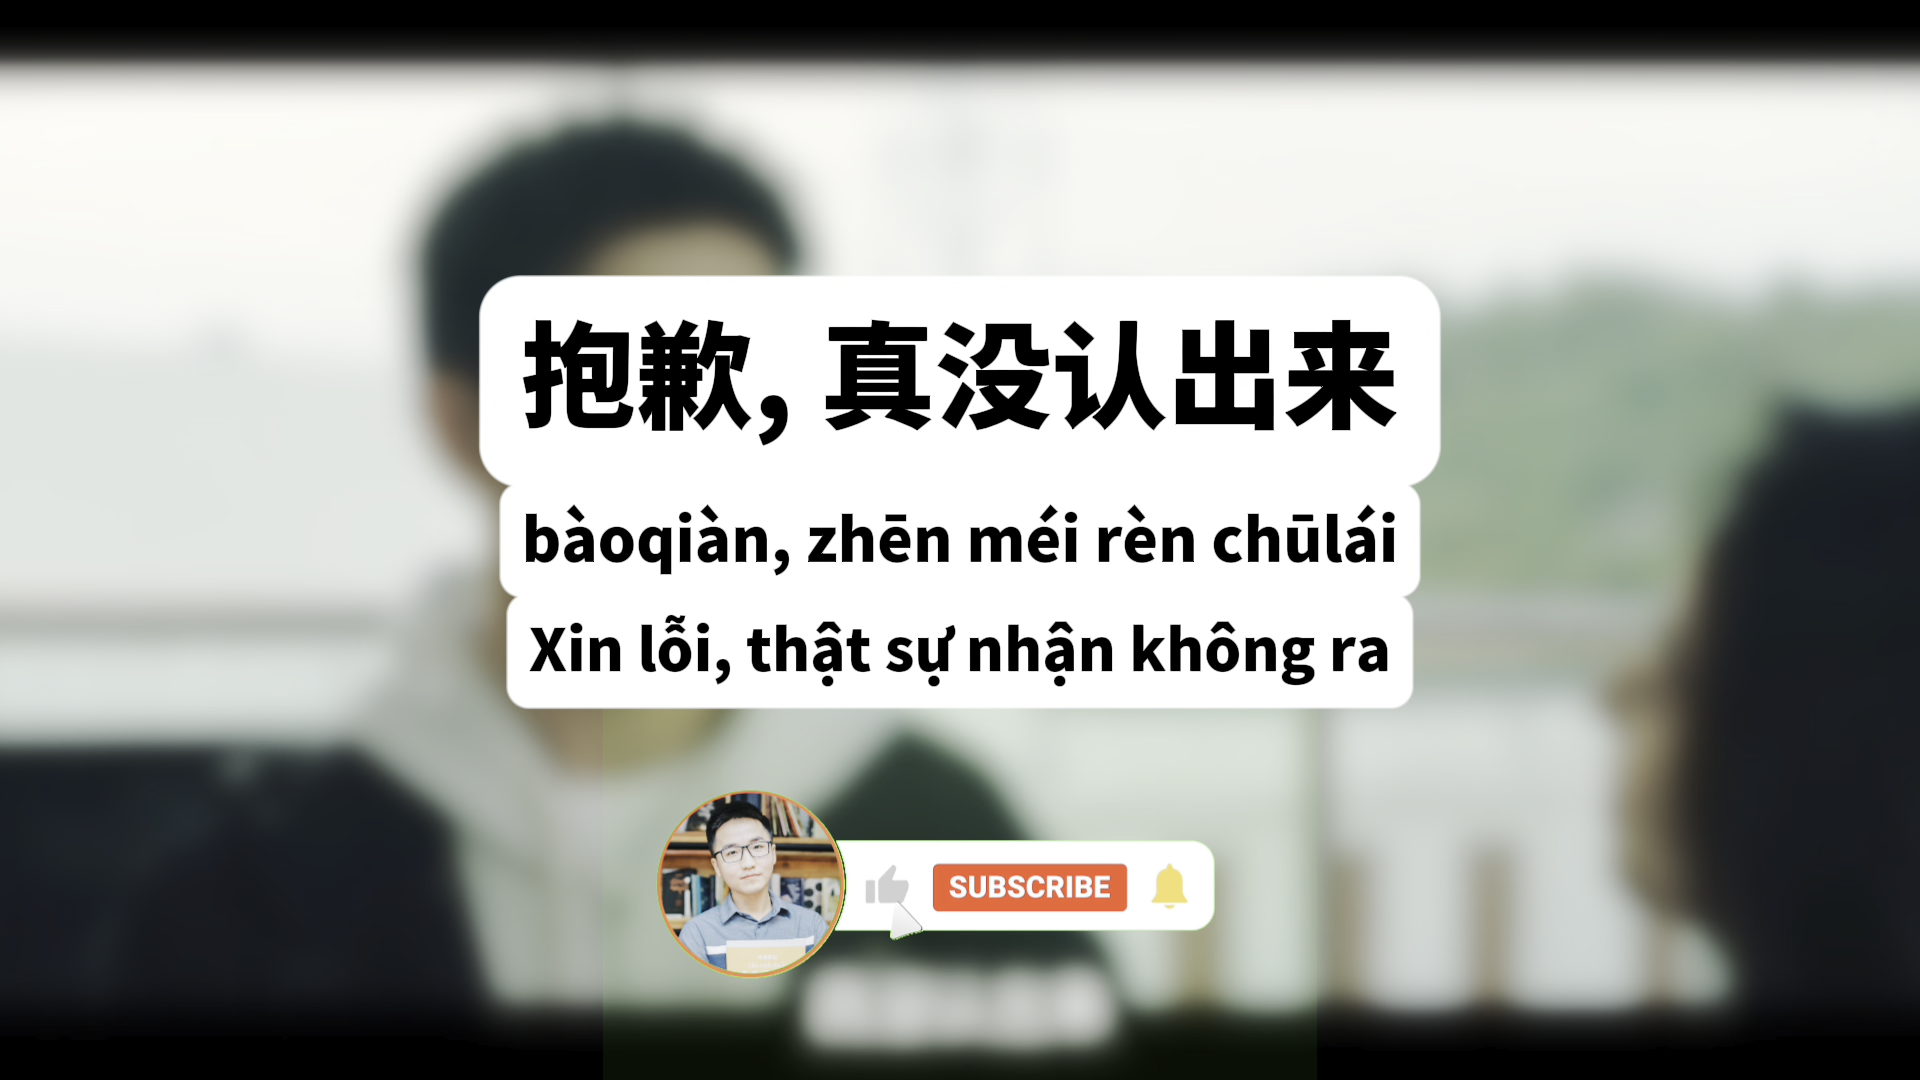 抱歉, 真没认出来
bàoqiàn, zhēn méi rèn chūlái
Xin lỗi, thật sự nhận không ra
SUBSCRIBE